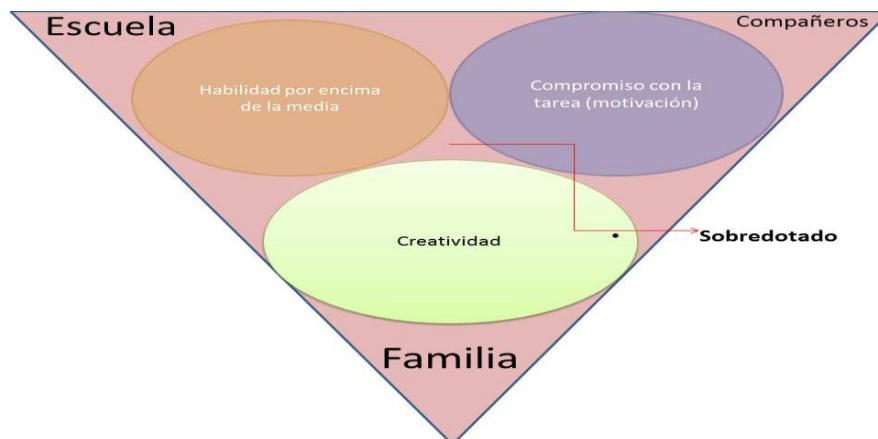 Escuela
Compañeros
Habilidad por encima
de la media
Compromiso con la
tarea (motivación)
Creatividad
Sobredotado
Familia